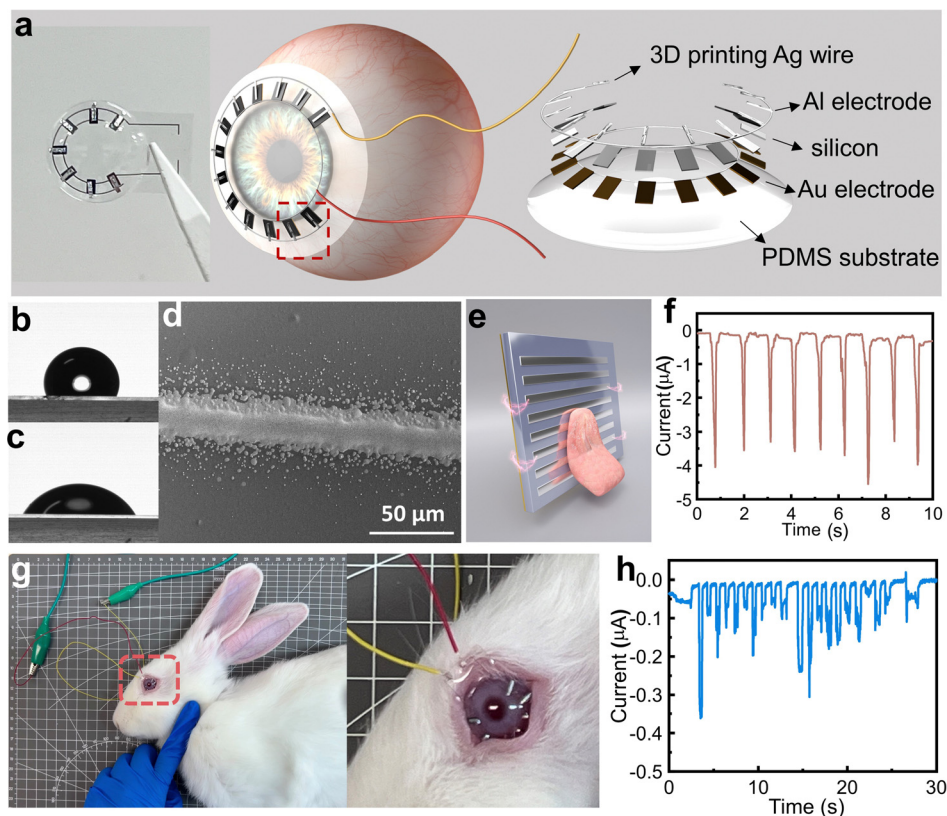 a
3D printing Ag wire
Al electrode
silicon
Au electrode
PDMS substrate
b
c
d
50 μm
e
f
0
-1
-2
-3
-4
-5
Current (μA)
0 2 4 6 8 10
Time (s)
g
h
0.0
-0.1
-0.2
-0.3
-0.4
-0.5
Current (μA)
0 10 20 30
Time (s)